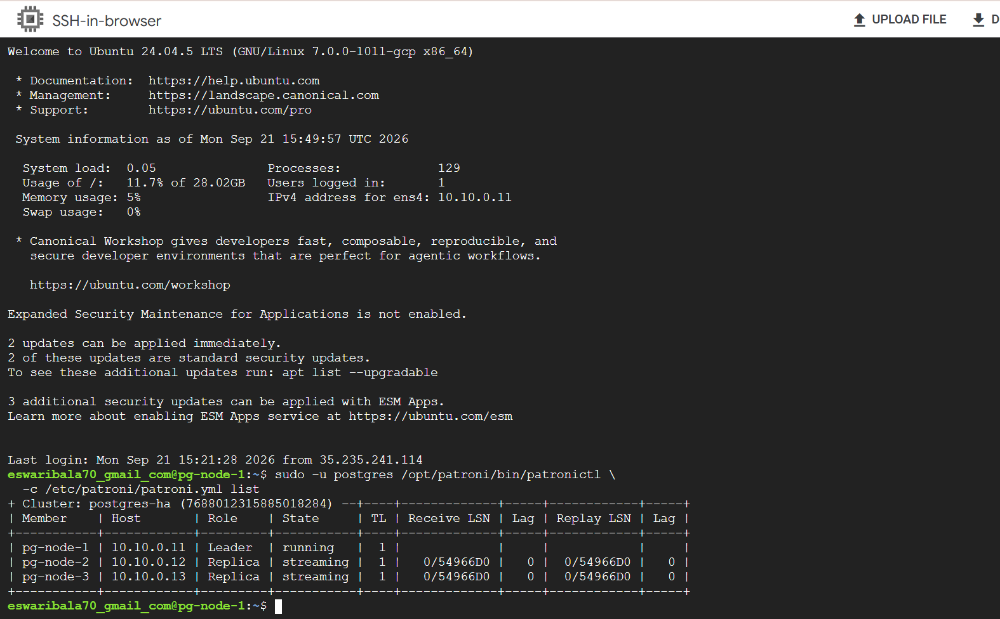 SSH-in-browser
UPLOAD FILE
D
Welcome to Ubuntu 24.04.5 LTS (GNU/Linux 7.0.0-1011-gcp x86_64)
* Documentation:  https://help.ubuntu.com
* Management:     https://landscape.canonical.com
* Support:        https://ubuntu.com/pro
System information as of Mon Sep 21 15:49:57 UTC 2026
System load:  0.05               Processes:             129
Usage of /:   11.7% of 28.02GB   Users logged in:       1
Memory usage: 5%                 IPv4 address for ens4: 10.10.0.11
Swap usage:   0%
* Canonical Workshop gives developers fast, composable, reproducible, and
secure developer environments that are perfect for agentic workflows.
https://ubuntu.com/workshop
Expanded Security Maintenance for Applications is not enabled.
2 updates can be applied immediately.
2 of these updates are standard security updates.
To see these additional updates run: apt list --upgradable
3 additional security updates can be applied with ESM Apps.
Learn more about enabling ESM Apps service at https://ubuntu.com/esm
Last login: Mon Sep 21 15:21:28 2026 from 35.235.241.114
eswaribala70_gmail_com@pg-node-1:~$ sudo -u postgres /opt/patroni/bin/patronictl \
-c /etc/patroni/patroni.yml list
+ Cluster: postgres-ha (7688012315885018284) --+----+-------------+-----+------------+-----+
| Member    | Host       | Role    | State     | TL | Receive LSN | Lag | Replay LSN | Lag |
+-----------+------------+---------+-----------+----+-------------+-----+------------+-----+
| pg-node-1 | 10.10.0.11 | Leader  | running   |  1 |             |     |            |     |
| pg-node-2 | 10.10.0.12 | Replica | streaming |  1 |   0/54966D0 |   0 |  0/54966D0 |   0 |
| pg-node-3 | 10.10.0.13 | Replica | streaming |  1 |   0/54966D0 |   0 |  0/54966D0 |   0 |
+-----------+------------+---------+-----------+----+-------------+-----+------------+-----+
eswaribala70_gmail_com@pg-node-1:~$